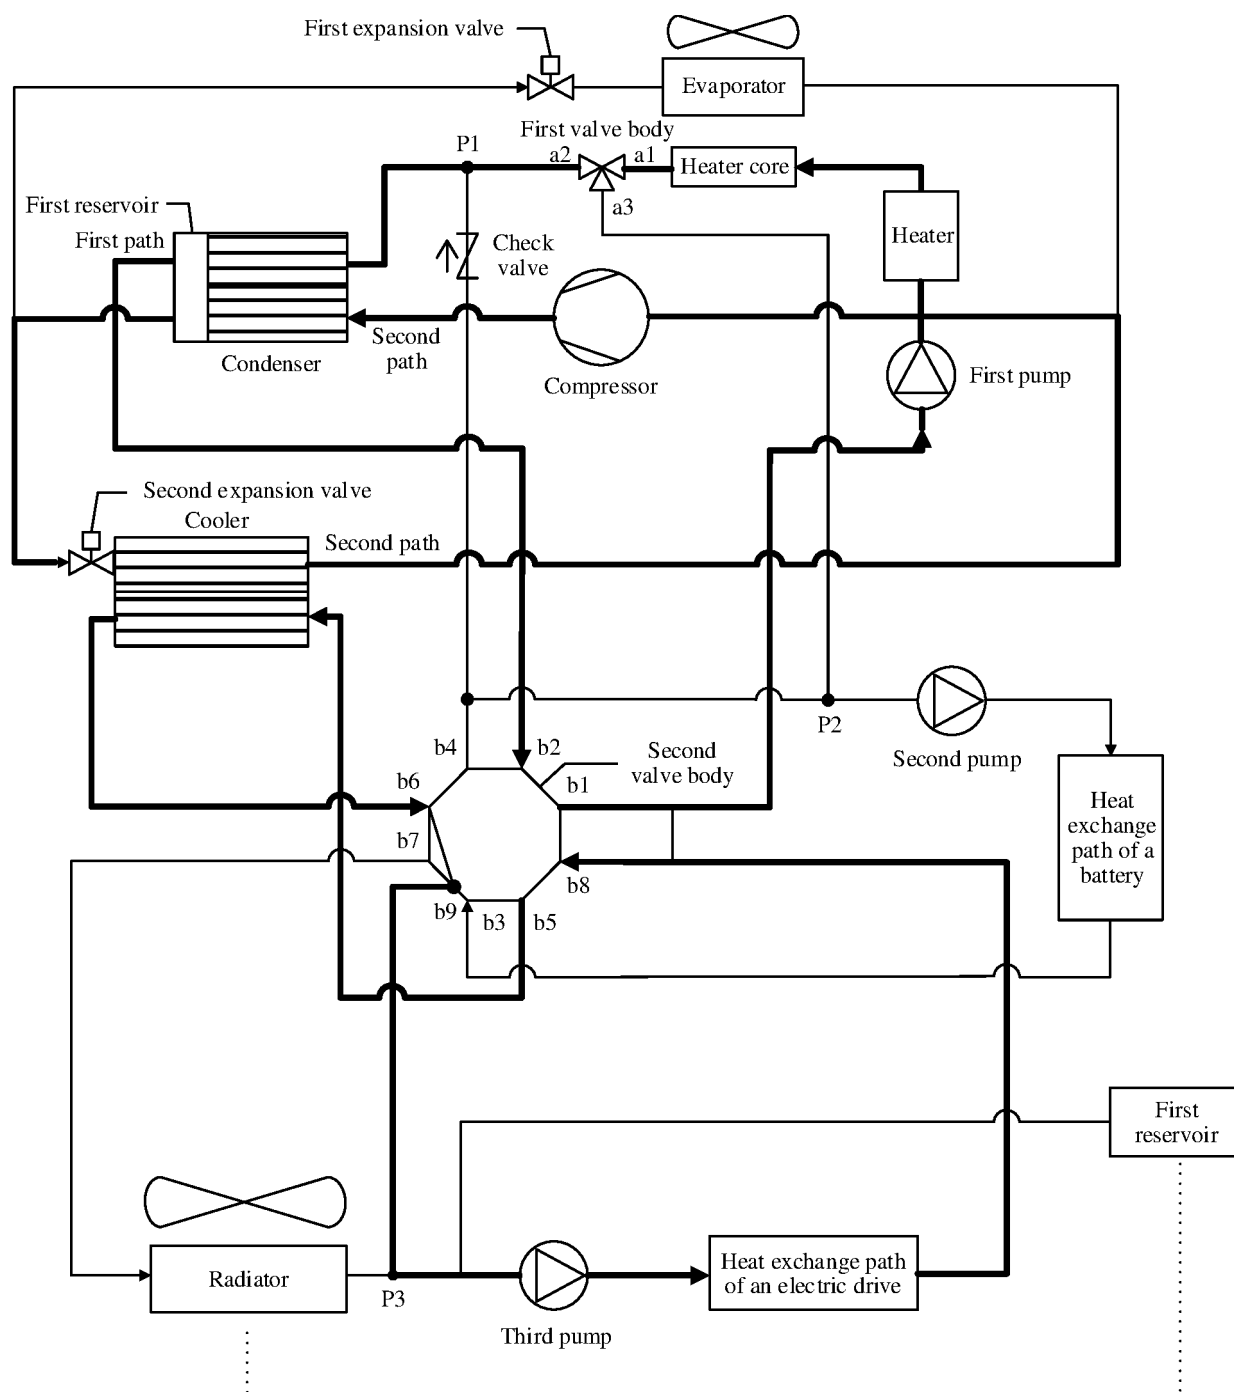 First expansion valve
Evaporator
First valve body
P1
a2
a1
Heater core
a3
First reservoir
First path
Check
valve
Heater
Second
path
Condenser
Compressor
First pump
Second expansion valve
Cooler
Second path
P2
Second pump
b4
b2
Second
valve body
b6
b1
b7
Heat
exchange
path of a
battery
b8
b9
b3
b5
First
reservoir
Radiator
P3
Heat exchange path
of an electric drive
Third pump